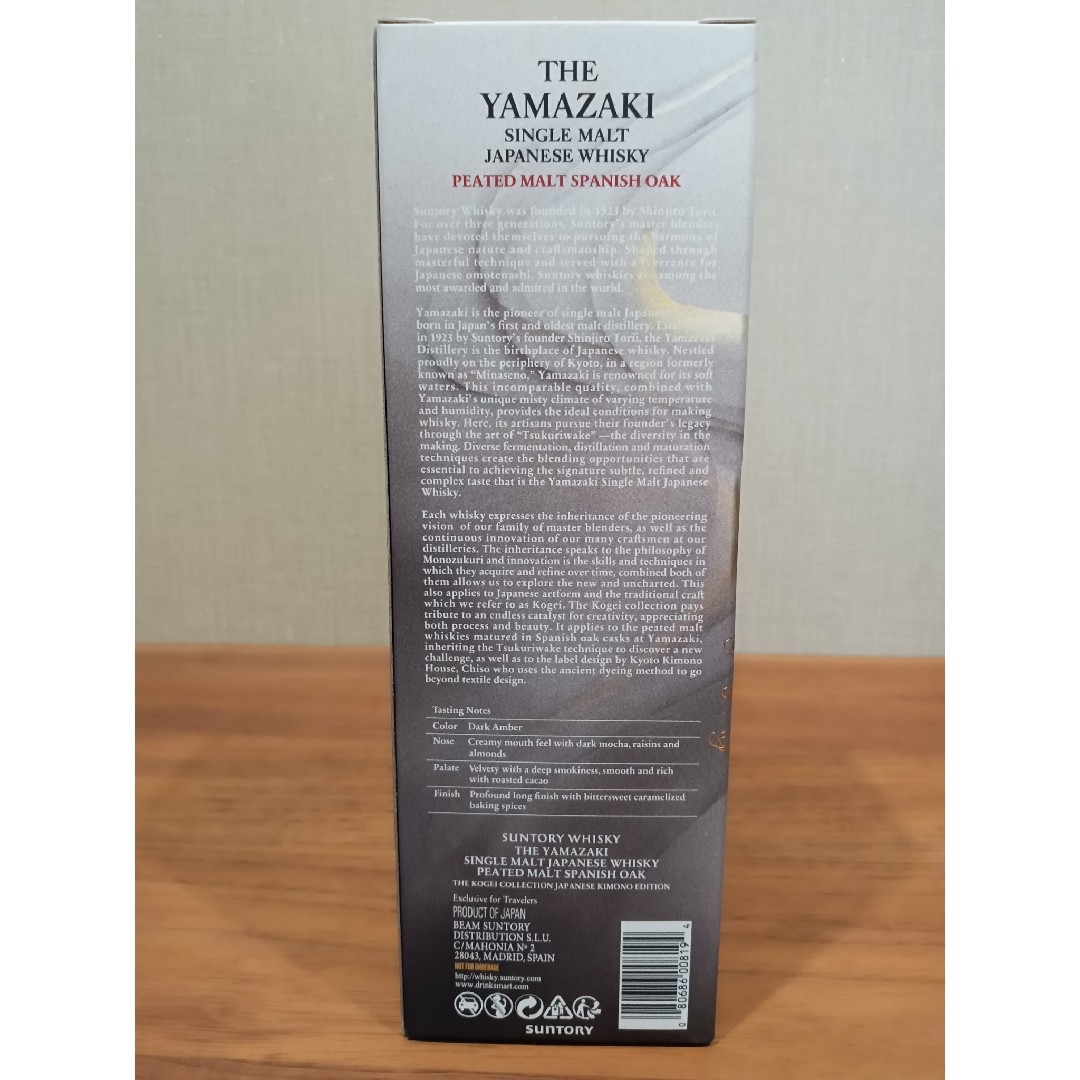 THE
YAMAZAKI
SINGLE MALT
JAPANESE WHISKY
PEATED MALT SPANISH OAK
Suntory Whisky was founded in 1923 by Shinjiro Torii.
For over three generations, Suntory's master blenders
have devoted themselves to pursuing the harmony of
Japanese nature and craftsmanship. Shaped through
masterful technique and served with a reverence for
Japanese omotenashi. Suntory whiskies are among the
most awarded and admired in the world.
Yamazaki is the pioneer of single malt
born in Japan's first and oldest malt distillery.
in 1923 by Suntory's founder Shinjiro Torii, the Yamazaki
Distillery is the birthplace of Japanese whisky. Nestled
proudly on the periphery of Kyoto, in a region formerly
known as "Minaseno," Yamazaki is renowned for its soft
waters. This incomparable quality, combined with
Yamazaki's unique misty climate of varying temperature
and humidity, provides the ideal conditions for making
whisky. Here, its artisans pursue their founder's legacy
through the art of "Tsukuriwake" —the diversity in the
making. Diverse fermentation, distillation and maturation
techniques create the blending opportunities that are
essential to achieving the signature subtle, refined and
complex taste that is the Yamazaki Single Malt Japanese
Whisky.
Each whisky expresses the inheritance of the pioneering
vision of our family of master blenders, as well as the
continuous innovation of our many craftsmen at our
distilleries. The inheritance speaks to the philosophy of
Monozukuri and innovation is the skills and techniques in
which they acquire and refine over time, combined both of
them allows us to explore the new and uncharted. This
also applies to Japanese artform and the traditional craft
which we refer to as Kogei. The Kogei collection pays
tribute to an endless catalyst for creativity, appreciating
both process and beauty. It applies to the peated malt
whiskies matured in Spanish oak casks at Yamazaki,
inheriting the Tsukuriwake technique to discover a new
challenge, as well as to the label design by Kyoto Kimono
House, Chiso who uses the ancient dyeing method to go
beyond textile design.
Tasting Notes
Color Dark Amber
Nose Creamy mouth feel with dark mocha, raisins and
almonds
Palate Velvety with a deep smokiness, smooth and rich
with roasted cacao
Finish Profound long finish with bittersweet caramelized
baking spices
SUNTORY WHISKY
THE YAMAZAKI
SINGLE MALT JAPANESE WHISKY
PEATED MALT SPANISH OAK
THE KOGEI COLLECTION JAPANESE KIMONO EDITION
Exclusive for Travelers
PRODUCT OF JAPAN
BEAM SUNTORY
DISTRIBUTION S.L.U.
C/MAHONIA Nº 2
28043, MADRID, SPAIN
NOT FOR UNDERAGE
http://whisky.suntory.com
www.drinksmart.com
0 80686 00819 4
SUNTORY